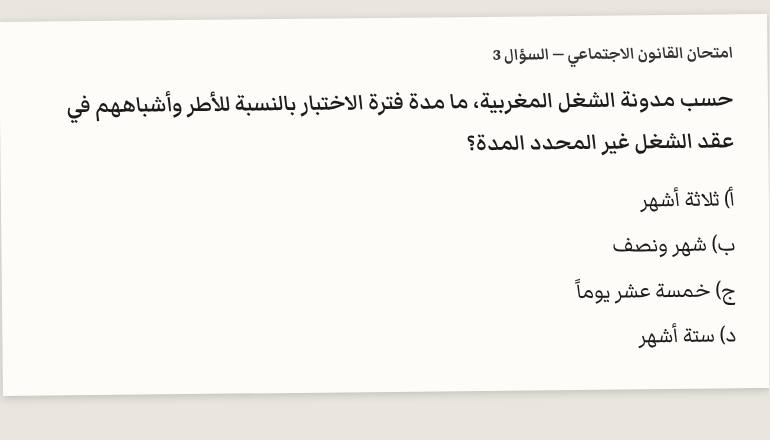 امتحان القانون الاجتماعي — السؤال 3
حسب مدونة الشغل المغربية، ما مدة فترة الاختبار بالنسبة للأطر وأشباههم في
عقد الشغل غير المحدد المدة؟
أ) ثلاثة أشهر
ب) شهر ونصف
ج) خمسة عشر يوماً
د) ستة أشهر